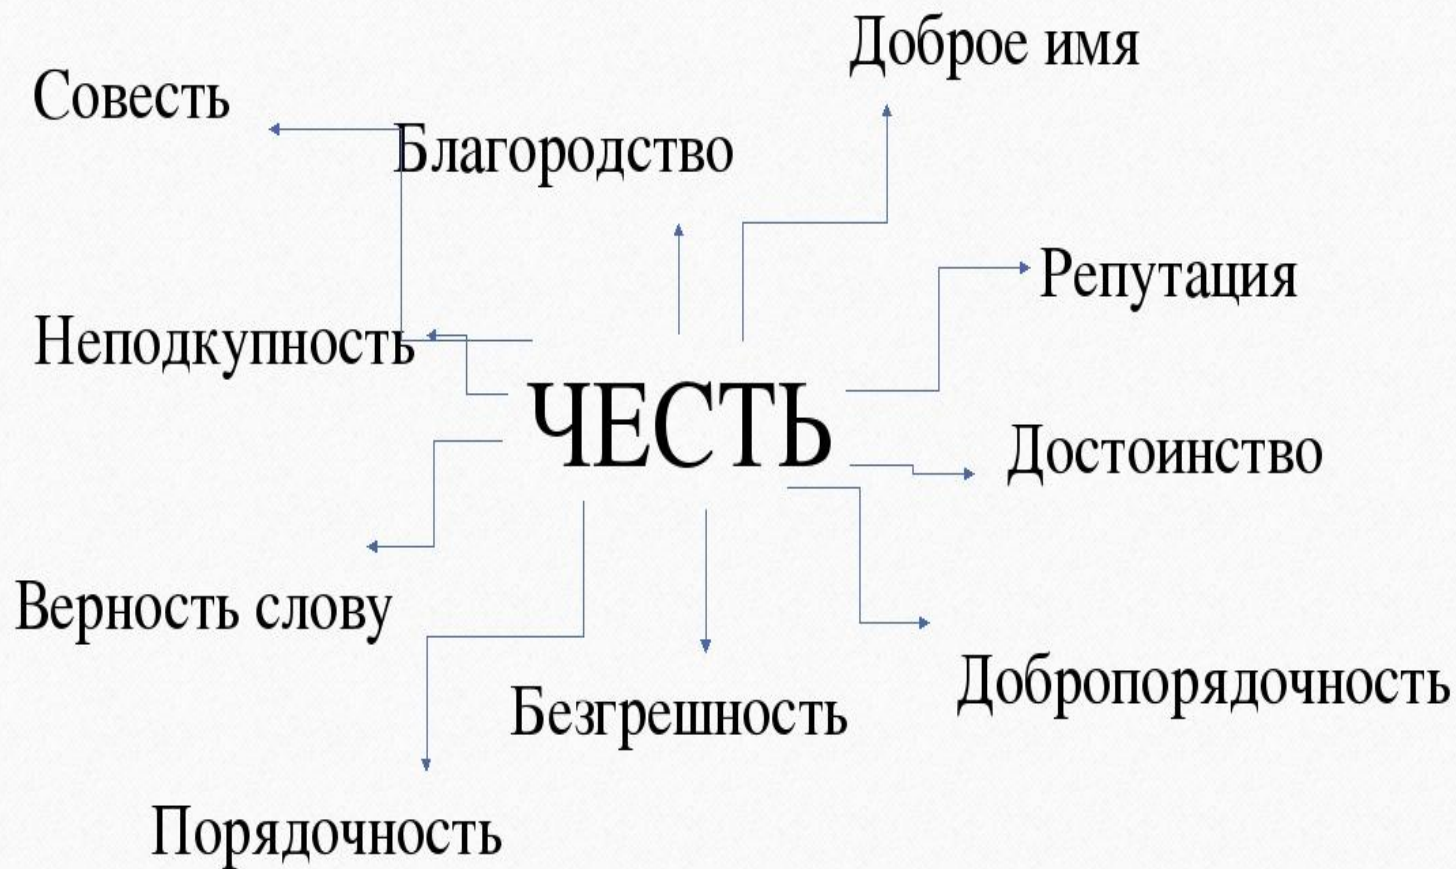 Доброе имя
Совесть
Благородство
Репутация
Неподкупность
ЧЕСТЬ
Достоинство
Верность слову
Добропорядочность
Безгрешность
Порядочность